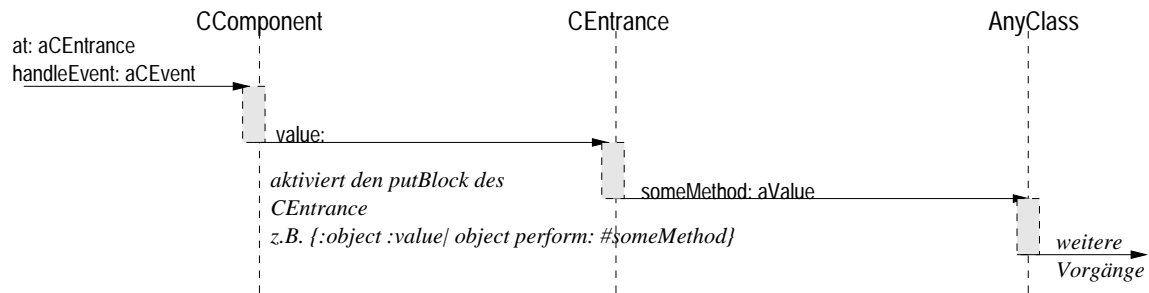 CComponent
CEntrance
AnyClass
at: aCEntrance
handleEvent: aCEvent
value:
aktiviert den putBlock des
CEntrance
z.B. {:object :value| object perform: #someMethod}
someMethod: aValue
weitere
Vorgänge